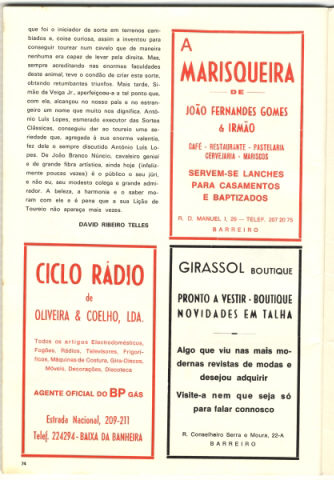 que foi o iniciador da sorte em terrenos cam-
biados e, coisa curiosa, assim a inventou para
conseguir tourear num cavalo que de maneira
nenhuma era capaz de levar pela direita. Mas,
sempre acreditando nas enormes faculdades
deste animal, teve o condão de criar esta sorte,
obtendo retumbantes triunfos. Mais tarde, Si-
mão da Veiga Jr., aperfeiçoou-a a tal ponto que,
com ela, alcançou no nosso país e no estran-
geiro um nome que muito nos dignifica. Antó-
nio Luís Lopes, esmerado executor das Sortes
Clássicas, conseguiu dar ao toureio uma se-
riedade que, agregada à sua enorme valentia,
fez dele o sempre discutido António Luís Lo-
pes. De João Branco Núncio, cavaleiro genial
e de grande fibra artística, ainda hoje (infeliz-
mente poucas vezes) é o público o seu júri,
e não eu, seu modesto colega e grande admi-
rador. A beleza, a harmonia e o saber mo-
ram com ele e é pena que a sua Lição de
Toureio não apareça mais vezes.
DAVID RIBEIRO TELLES
A
MARISQUEIRA
DE
JOÃO FERNANDES GOMES
& IRMÃO
CAFÉ - RESTAURANTE - PASTELARIA
CERVEJARIA - MARISCOS
SERVEM-SE LANCHES
PARA CASAMENTOS
E BAPTIZADOS
R. D. MANUEL I, 29 — TELEF. 207 20 75
BARREIRO
CICLO RÁDIO
de
OLIVEIRA & COELHO, LDA.
Todos os artigos Electrodomésticos,
Fogões, Rádios, Televisores, Frigorí-
ficos, Máquinas de Costura, Gira-Discos,
Móveis, Decorações, Discoteca
AGENTE OFICIAL DO BP GÁS
Estrada Nacional, 209-211
Telef. 224294 - BAIXA DA BANHEIRA
GIRASSOL BOUTIQUE
PRONTO A VESTIR - BOUTIQUE
NOVIDADES EM TALHA
Algo que viu nas mais mo-
dernas revistas de modas e
desejou adquirir
Visite-a nem que seja só
para falar connosco
R. Conselheiro Serra e Moura, 22-A
BARREIRO
74